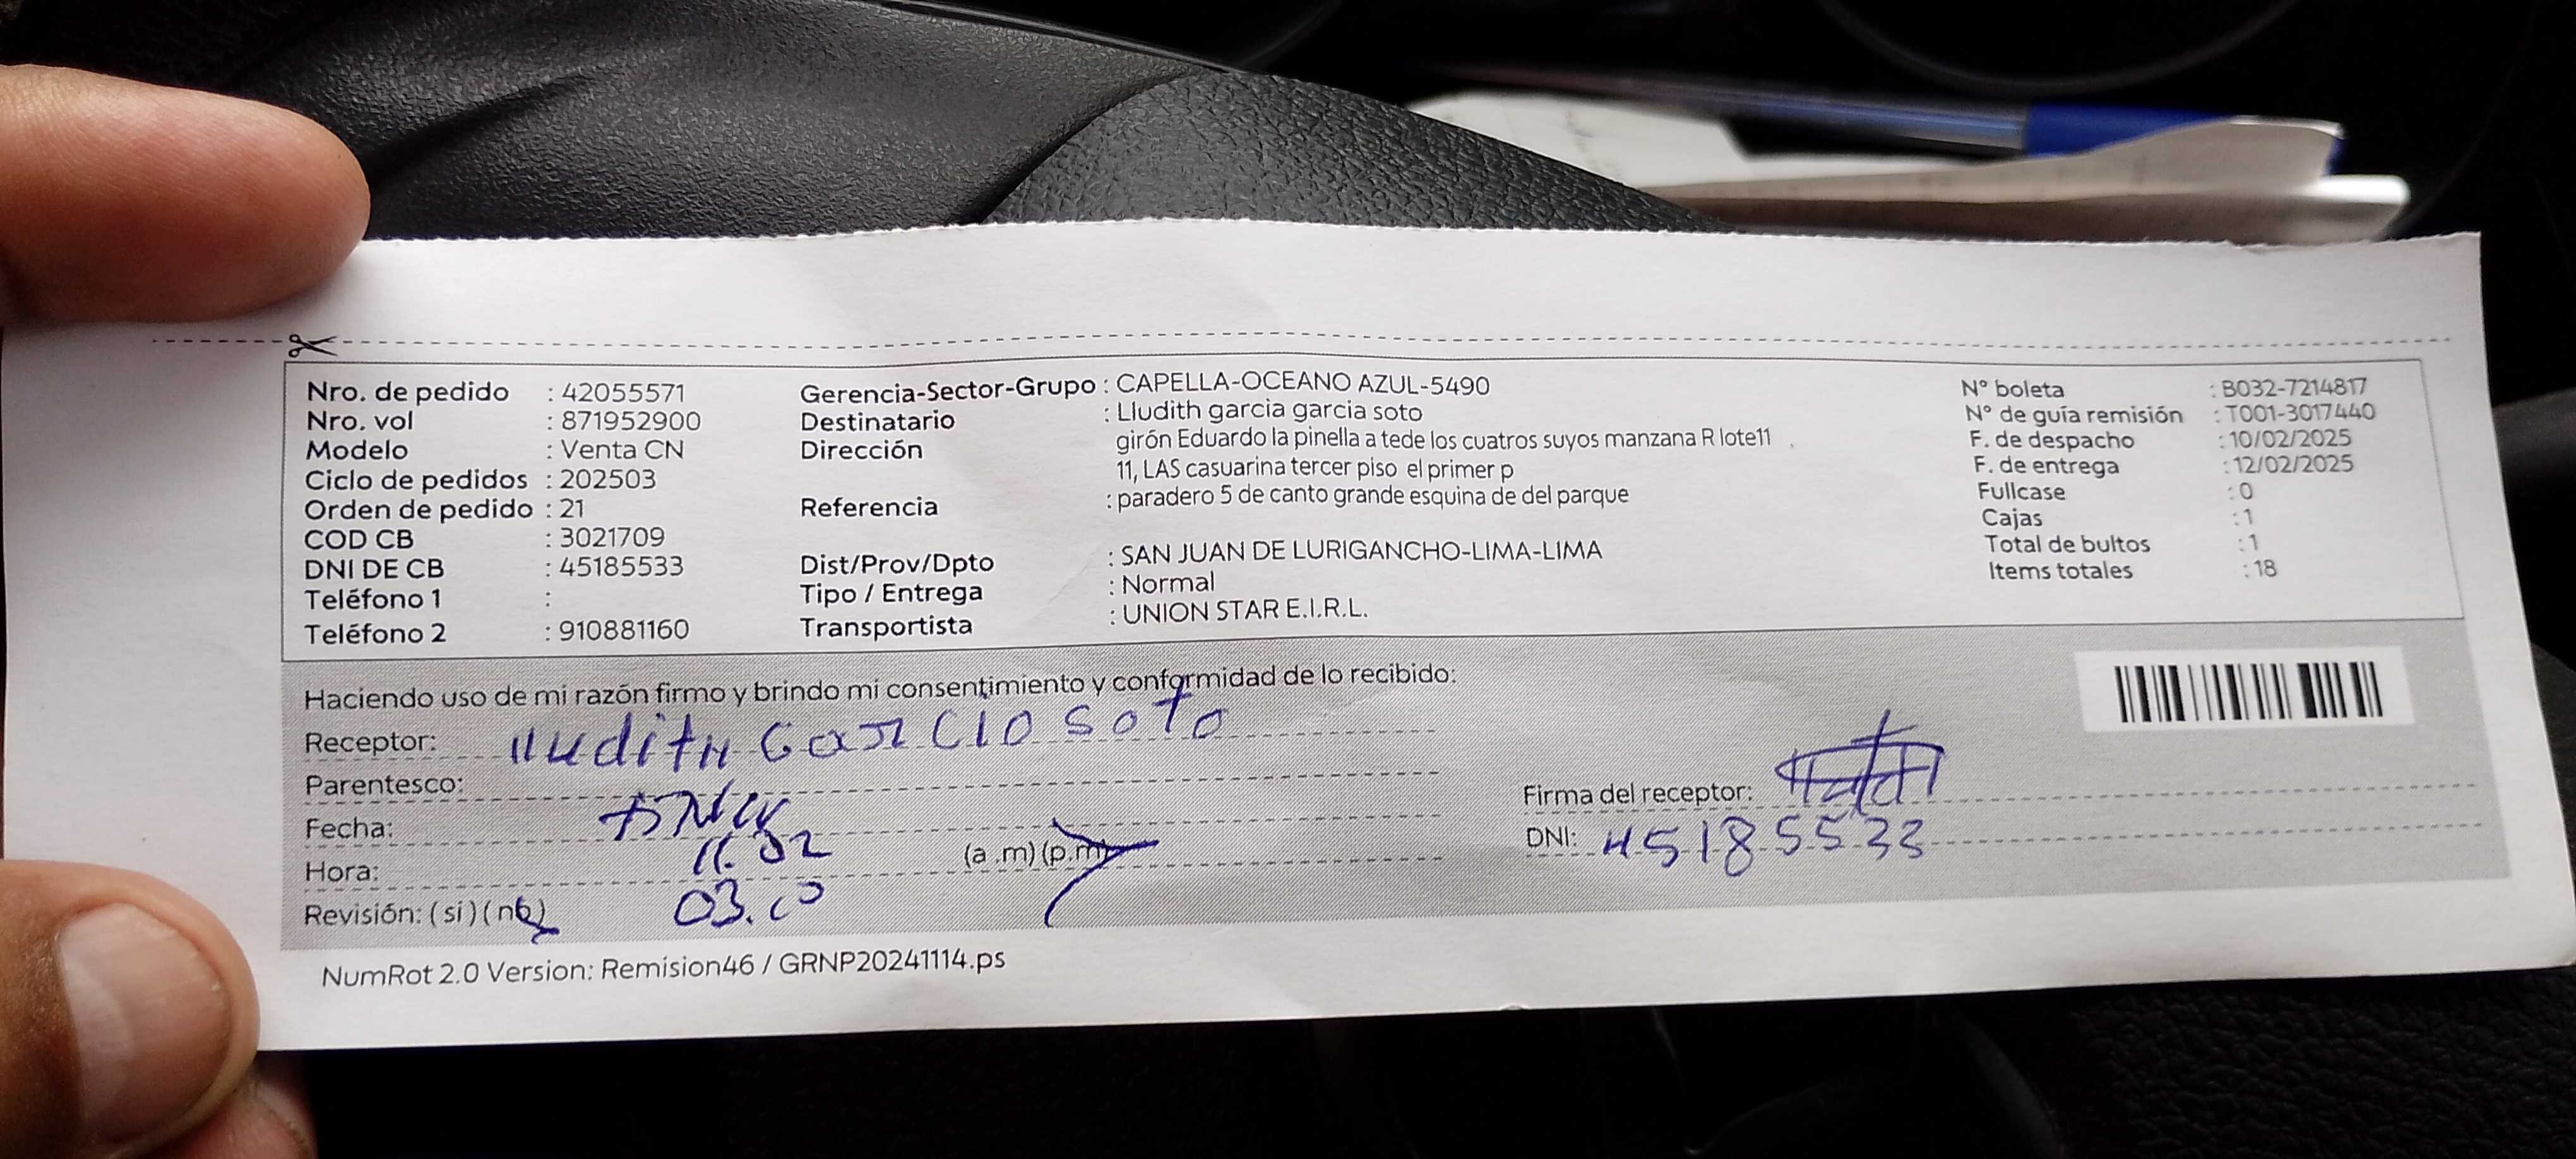 Nro. de pedido : 42055571
Nro. vol : 871952900
Modelo : Venta CN
Ciclo de pedidos : 202503
Orden de pedido : 21
COD CB : 3021709
DNI DE CB : 45185533
Teléfono 1 :
Teléfono 2 : 910881160
Gerencia-Sector-Grupo : CAPELLA-OCEANO AZUL-5490
Destinatario : Lludith garcia garcia soto
Dirección girón Eduardo la pinella a tede los cuatros suyos manzana R lote11
11, LAS casuarina tercer piso el primer p
Referencia : paradero 5 de canto grande esquina de del parque
Dist/Prov/Dpto : SAN JUAN DE LURIGANCHO-LIMA-LIMA
Tipo / Entrega : Normal
Transportista : UNION STAR E.I.R.L.
N° boleta : B032-7214817
N° de guía remisión : T001-3017440
F. de despacho : 10/02/2025
F. de entrega : 12/02/2025
Fullcase : 0
Cajas : 1
Total de bultos : 1
Items totales : 18
Haciendo uso de mi razón firmo y brindo mi consentimiento y conformidad de lo recibido:
Receptor: lludith Garcio soto
Parentesco:
Fecha: 11.02
Hora: 03.00 (a .m) (p.m)
Revisión: (si) (no)
Firma del receptor:
DNI: 45185533
NumRot 2.0 Version: Remision46 / GRNP20241114.ps